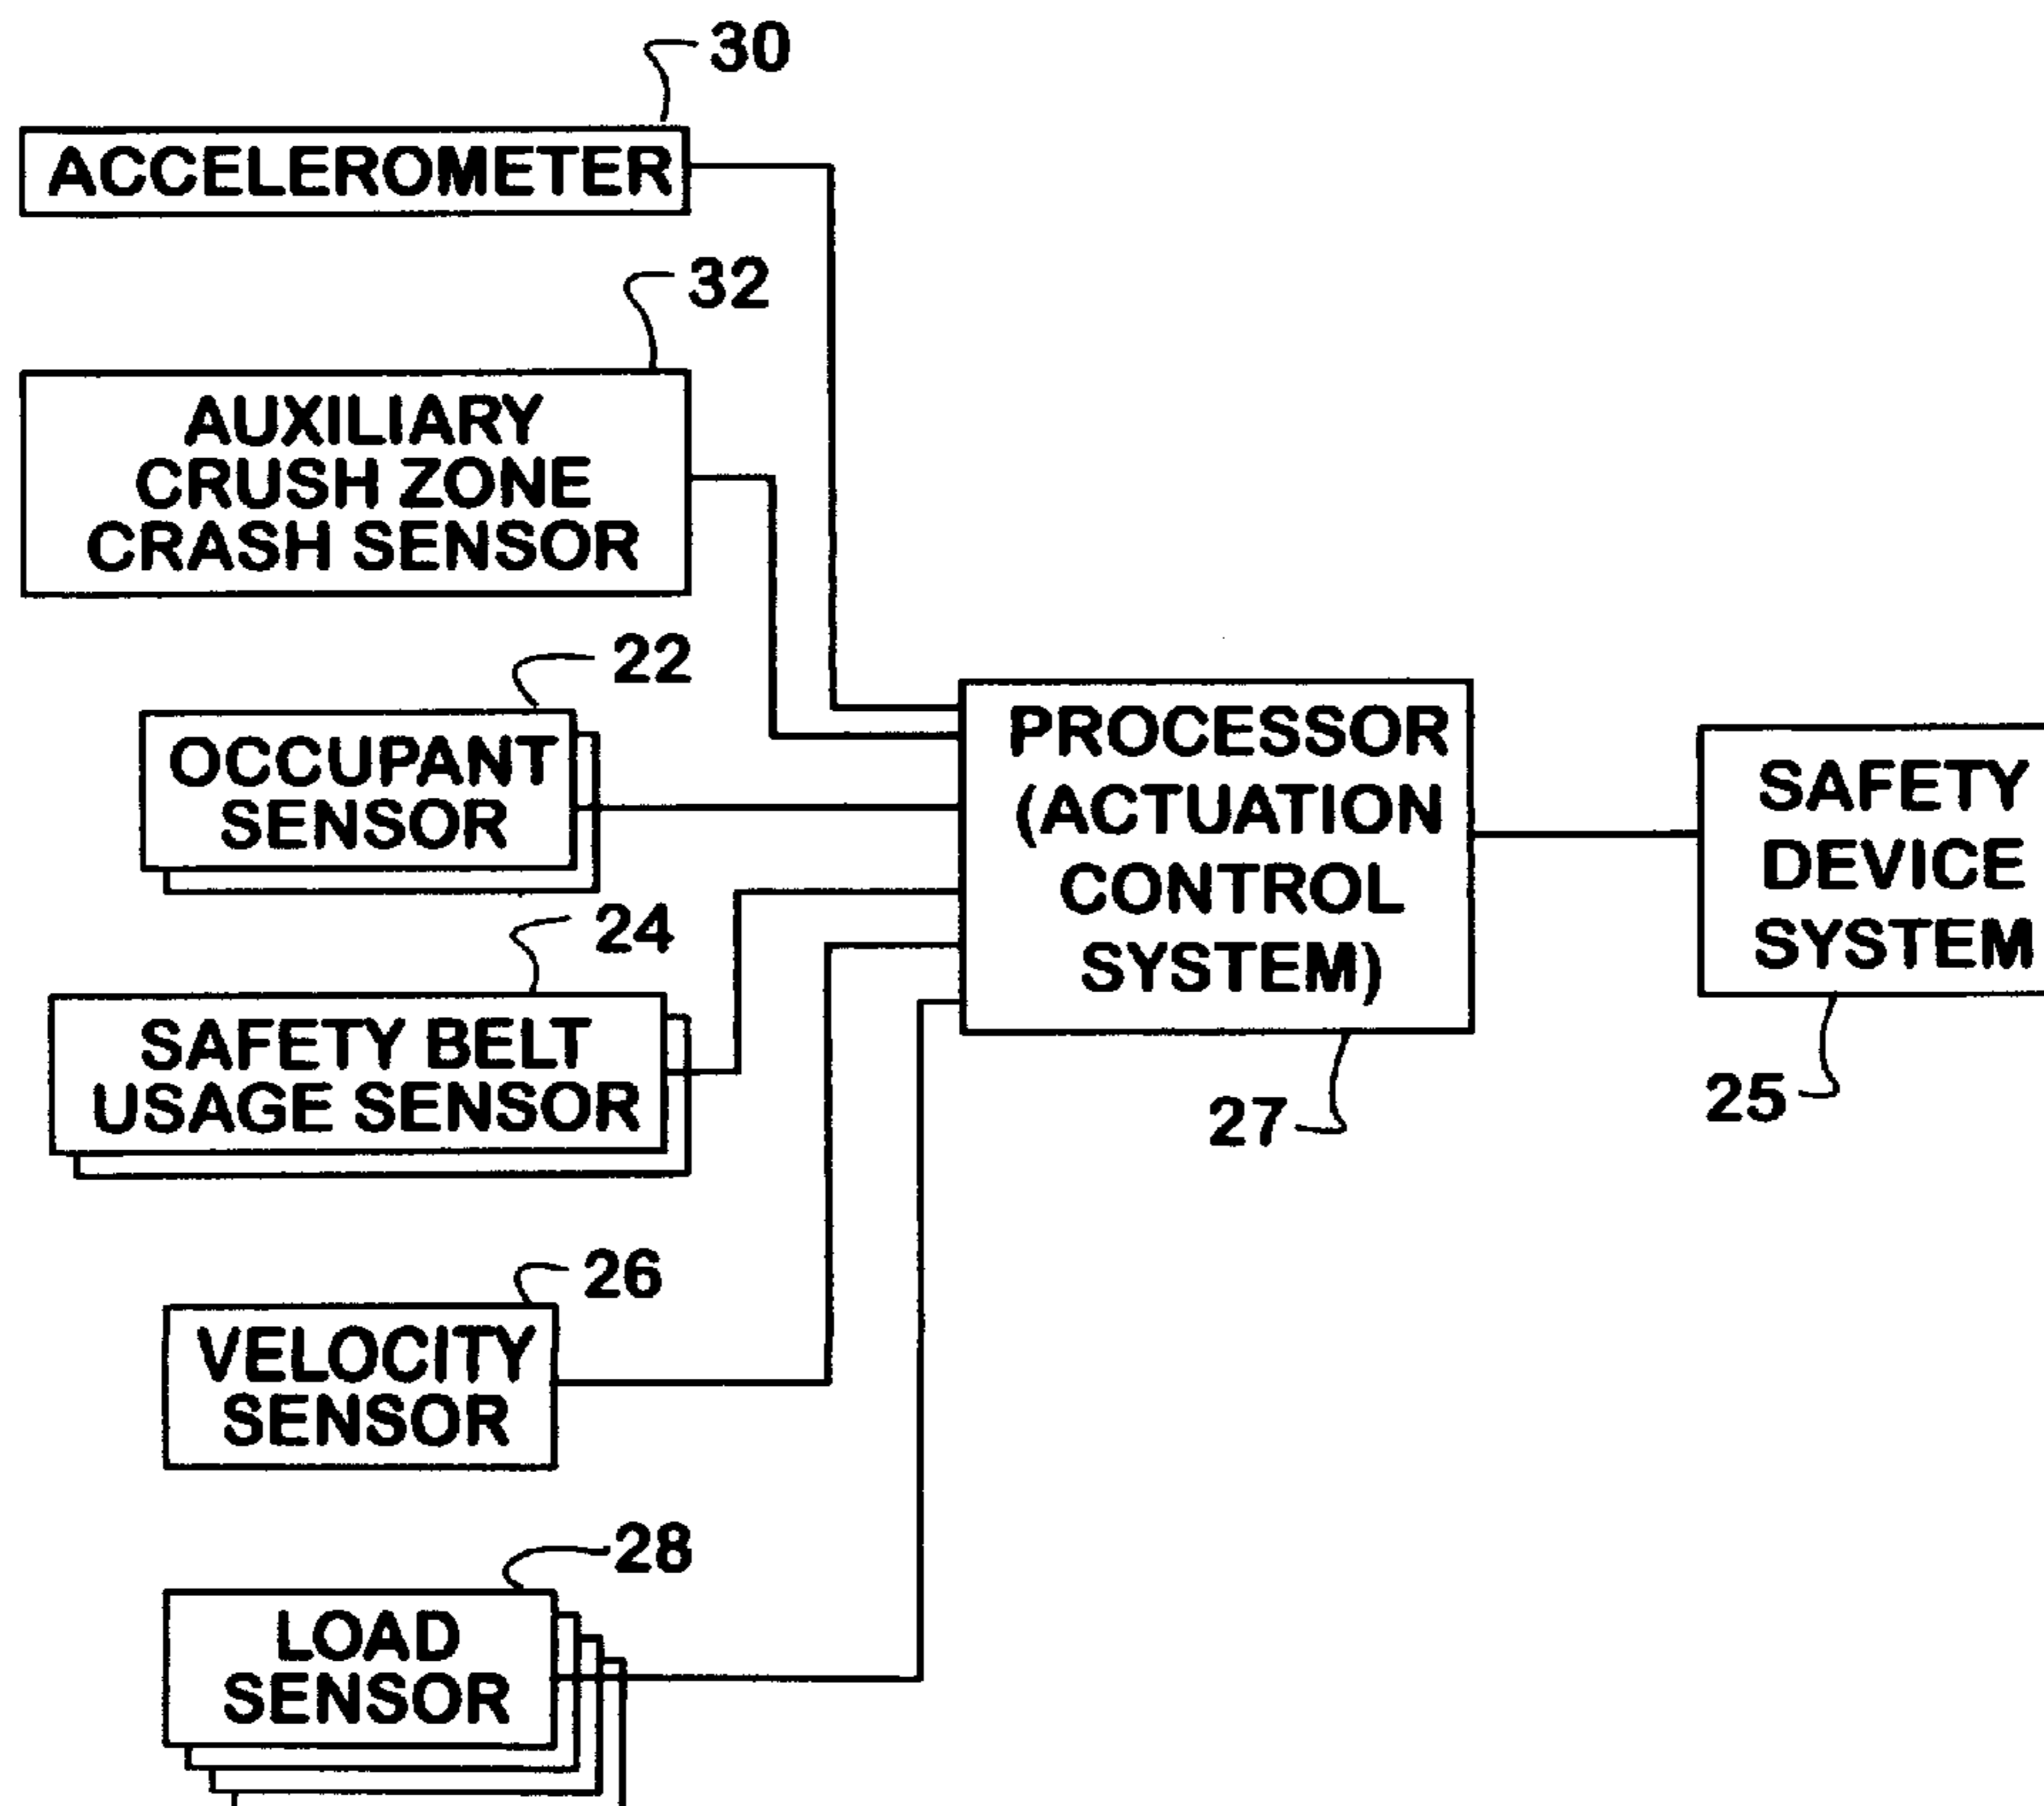 30
ACCELEROMETER
32
AUXILIARY
CRUSH ZONE
CRASH SENSOR
22
OCCUPANT
SENSOR
24
SAFETY BELT
USAGE SENSOR
26
VELOCITY
SENSOR
28
LOAD
SENSOR
PROCESSOR
(ACTUATION
CONTROL
SYSTEM)
27
SAFETY
DEVICE
SYSTEM
25